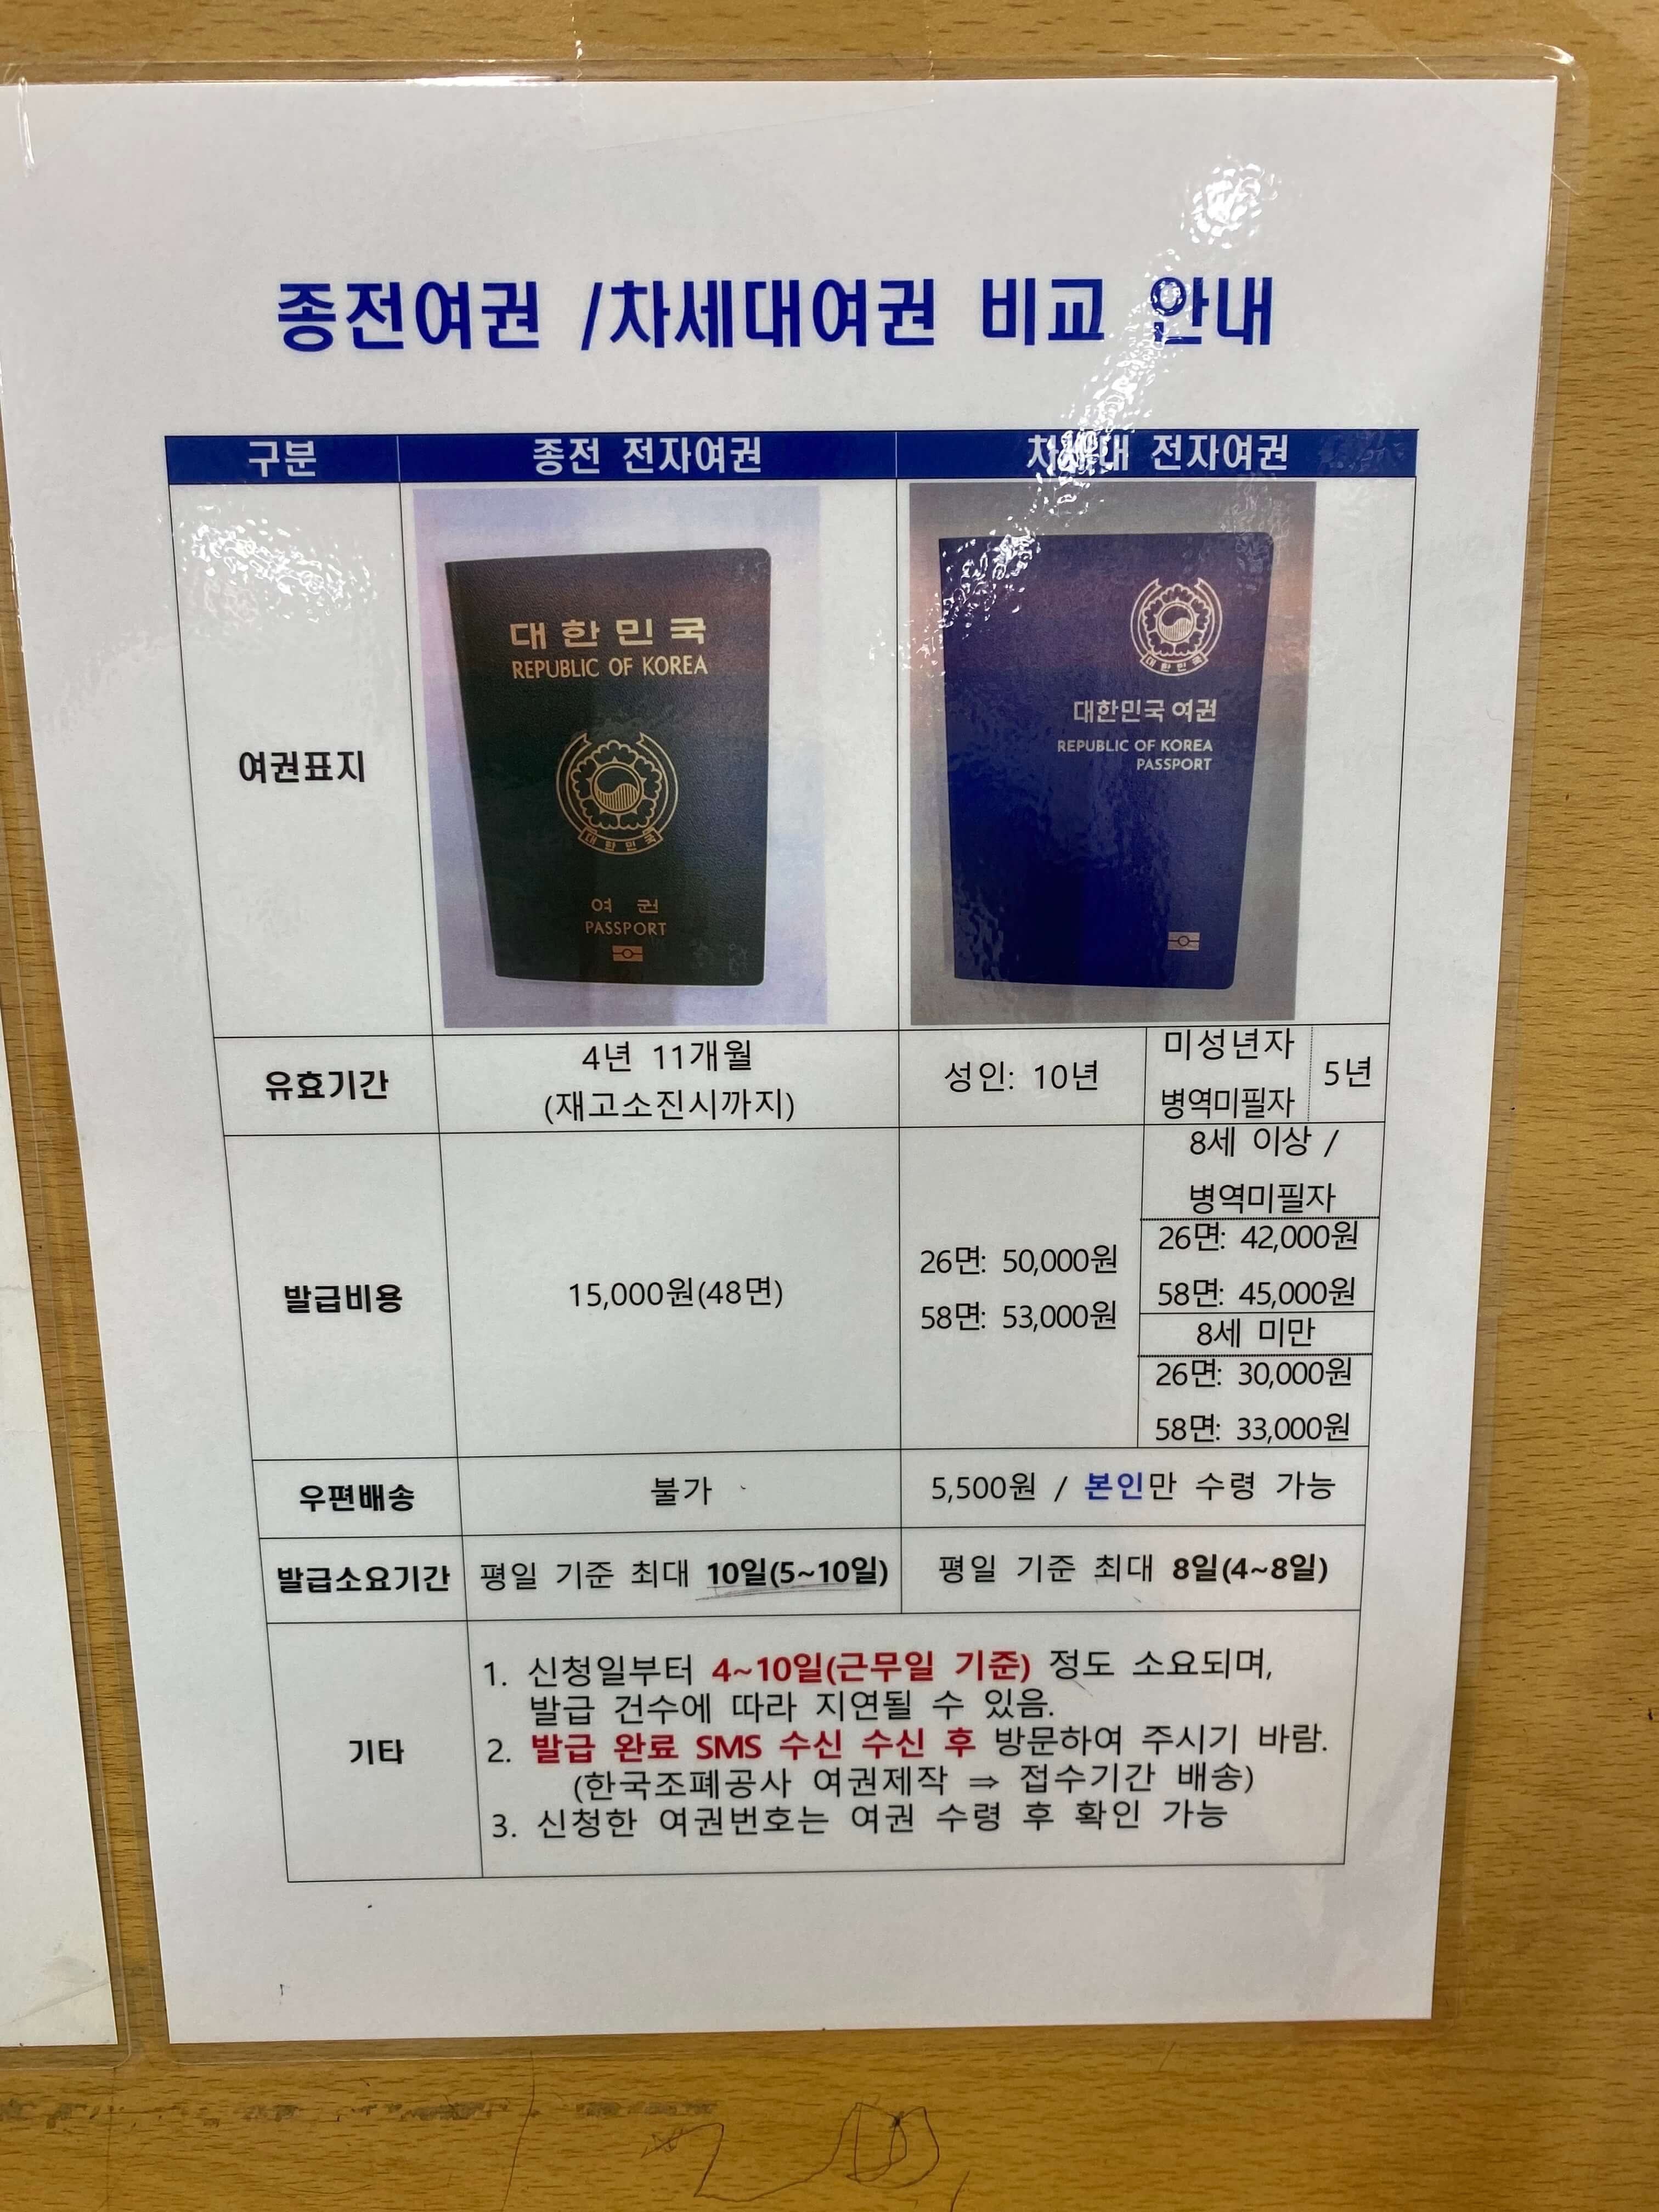 종전여권 /차세대여권 비교 안내
구분
종전 전자여권
차세대 전자여권
여권표지
대한민국
REPUBLIC OF KOREA
대한민국
여 권
PASSPORT
대한민국
대한민국 여권
REPUBLIC OF KOREA
PASSPORT
유효기간
4년 11개월
(재고소진시까지)
성인: 10년
미성년자
병역미필자
5년
발급비용
15,000원(48면)
26면: 50,000원
58면: 53,000원
8세 이상 /
병역미필자
26면: 42,000원
58면: 45,000원
8세 미만
26면: 30,000원
58면: 33,000원
우편배송
불가
5,500원 / 본인만 수령 가능
발급소요기간
평일 기준 최대 10일(5~10일)
평일 기준 최대 8일(4~8일)
기타
1. 신청일부터 4~10일(근무일 기준) 정도 소요되며,
발급 건수에 따라 지연될 수 있음.
2. 발급 완료 SMS 수신 수신 후 방문하여 주시기 바람.
(한국조폐공사 여권제작 ⇒ 접수기간 배송)
3. 신청한 여권번호는 여권 수령 후 확인 가능